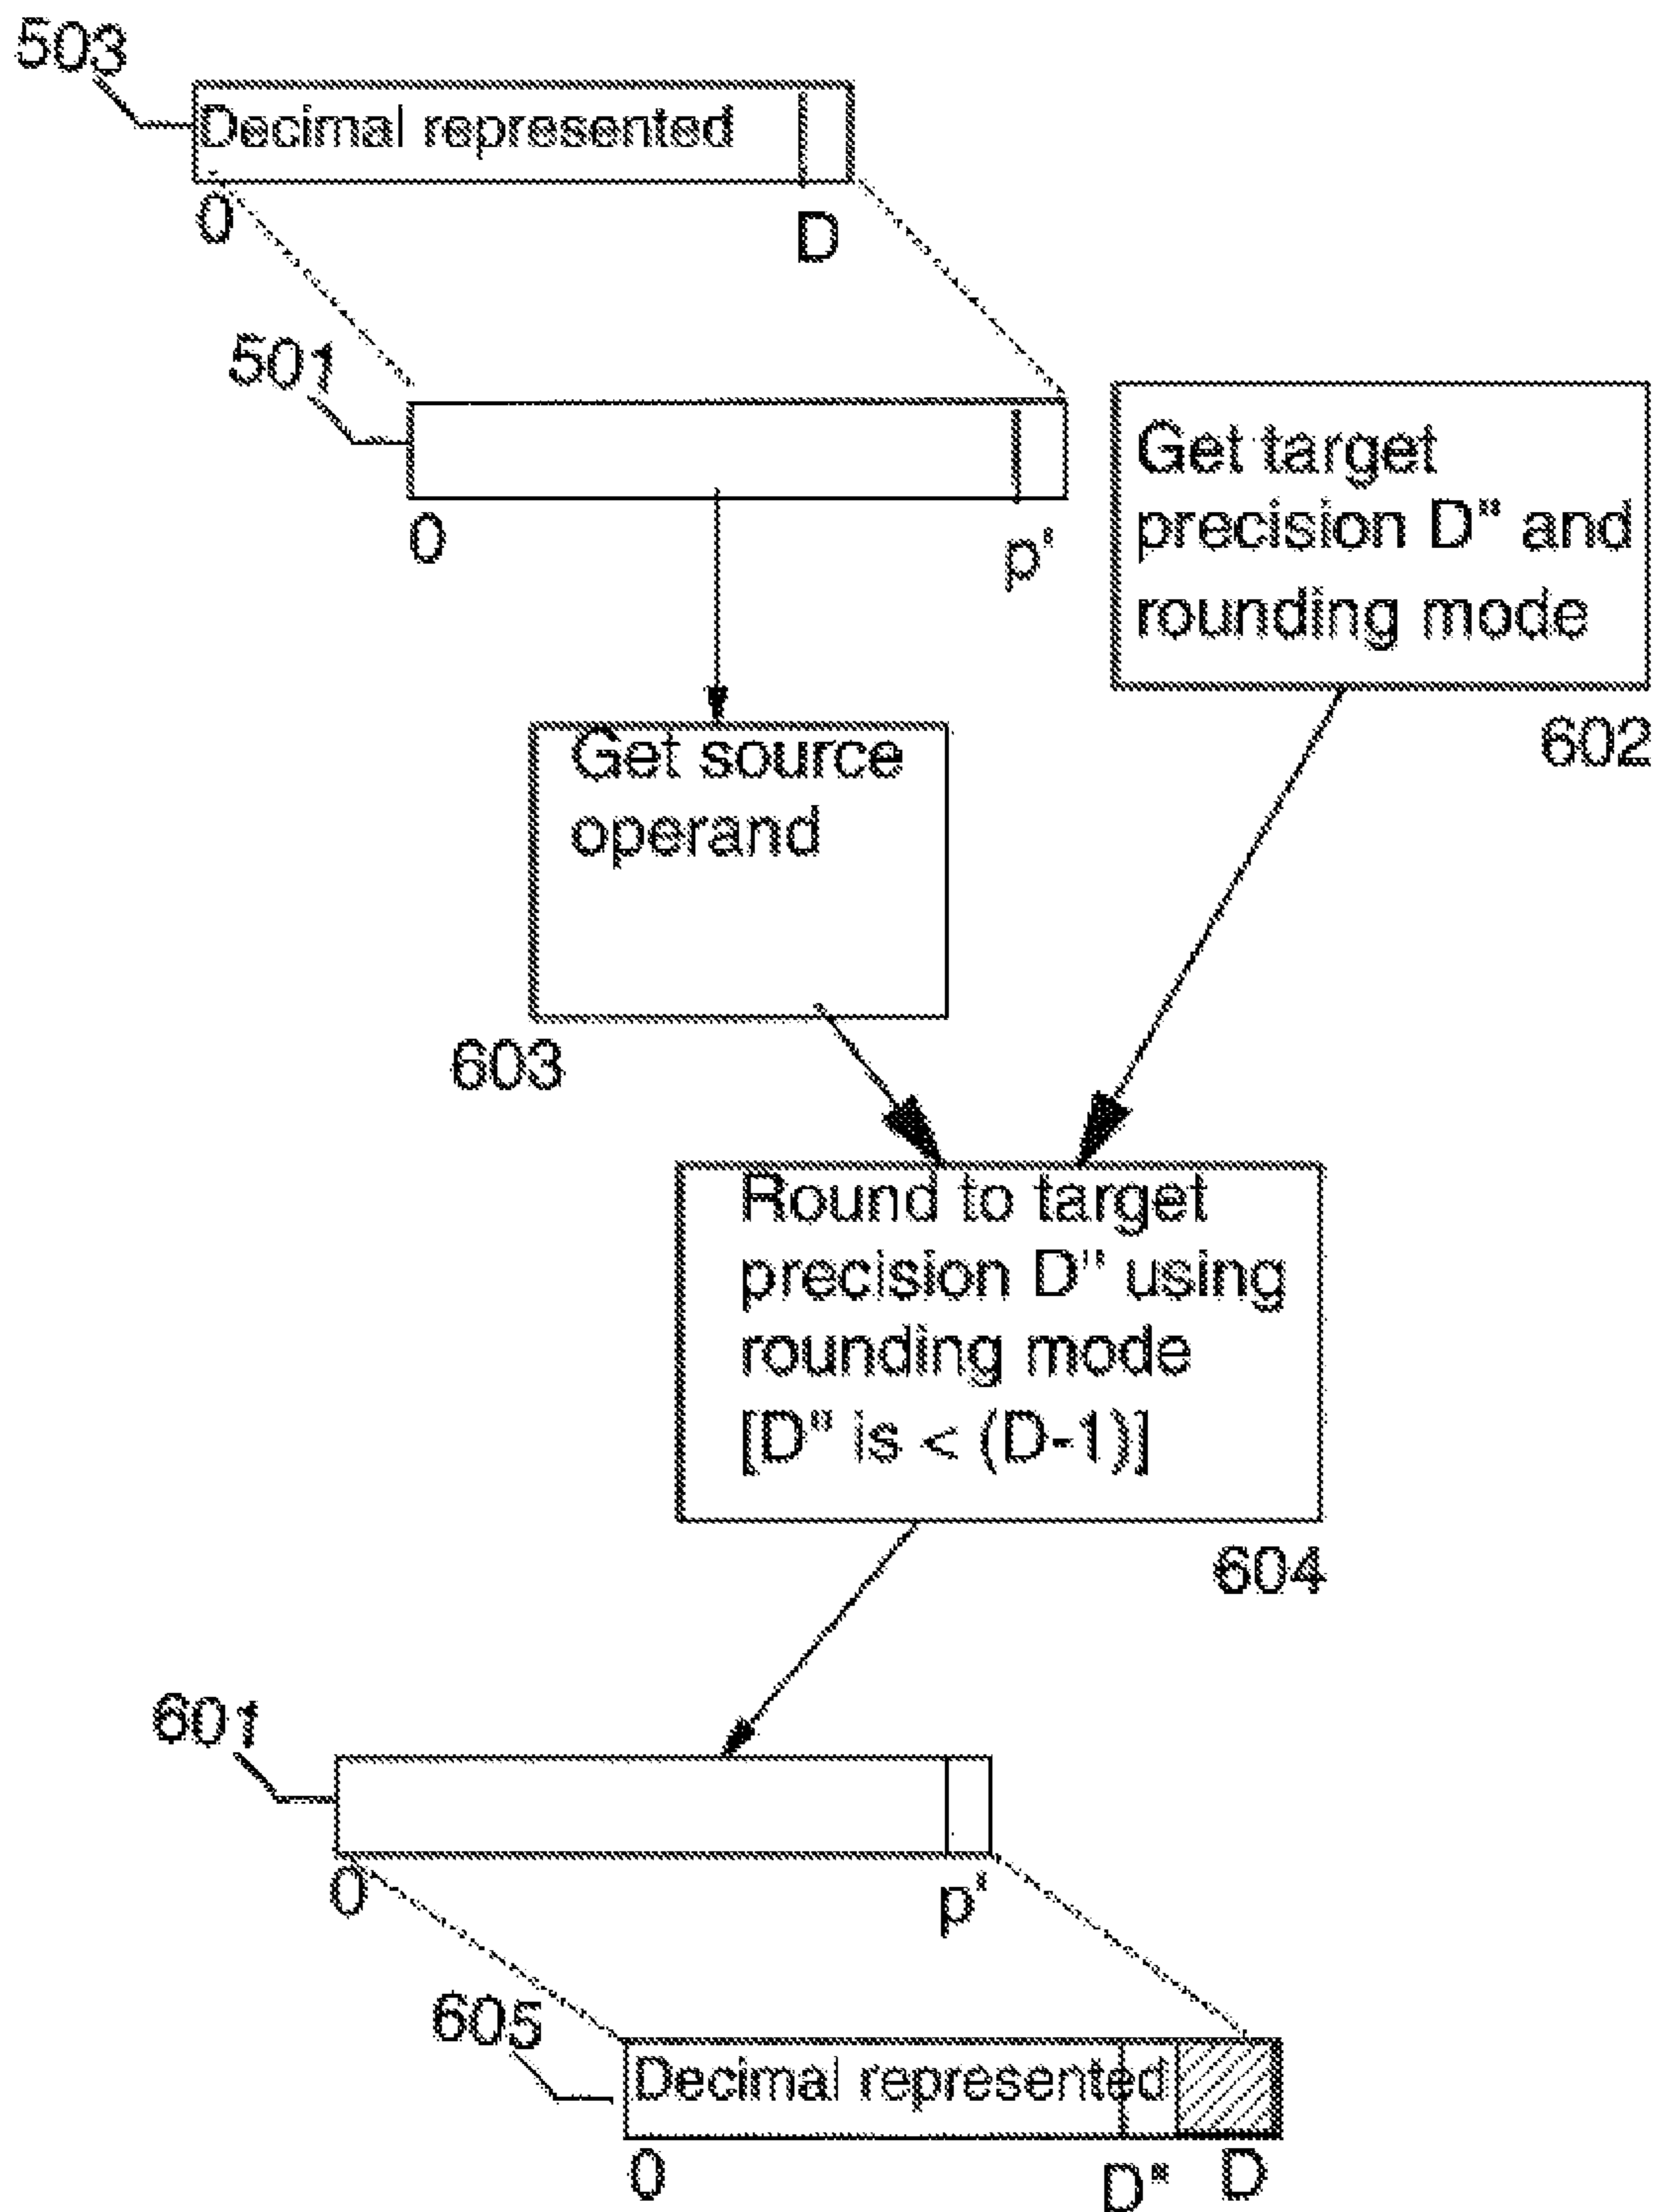 503
Decimal represented
0
D
501
0
p'
Get target
precision D" and
rounding mode
602
Get source
operand
603
Round to target
precision D" using
rounding mode
[D" is < (D-1)]
604
601
0
p'
605
Decimal represented
0
D"
D